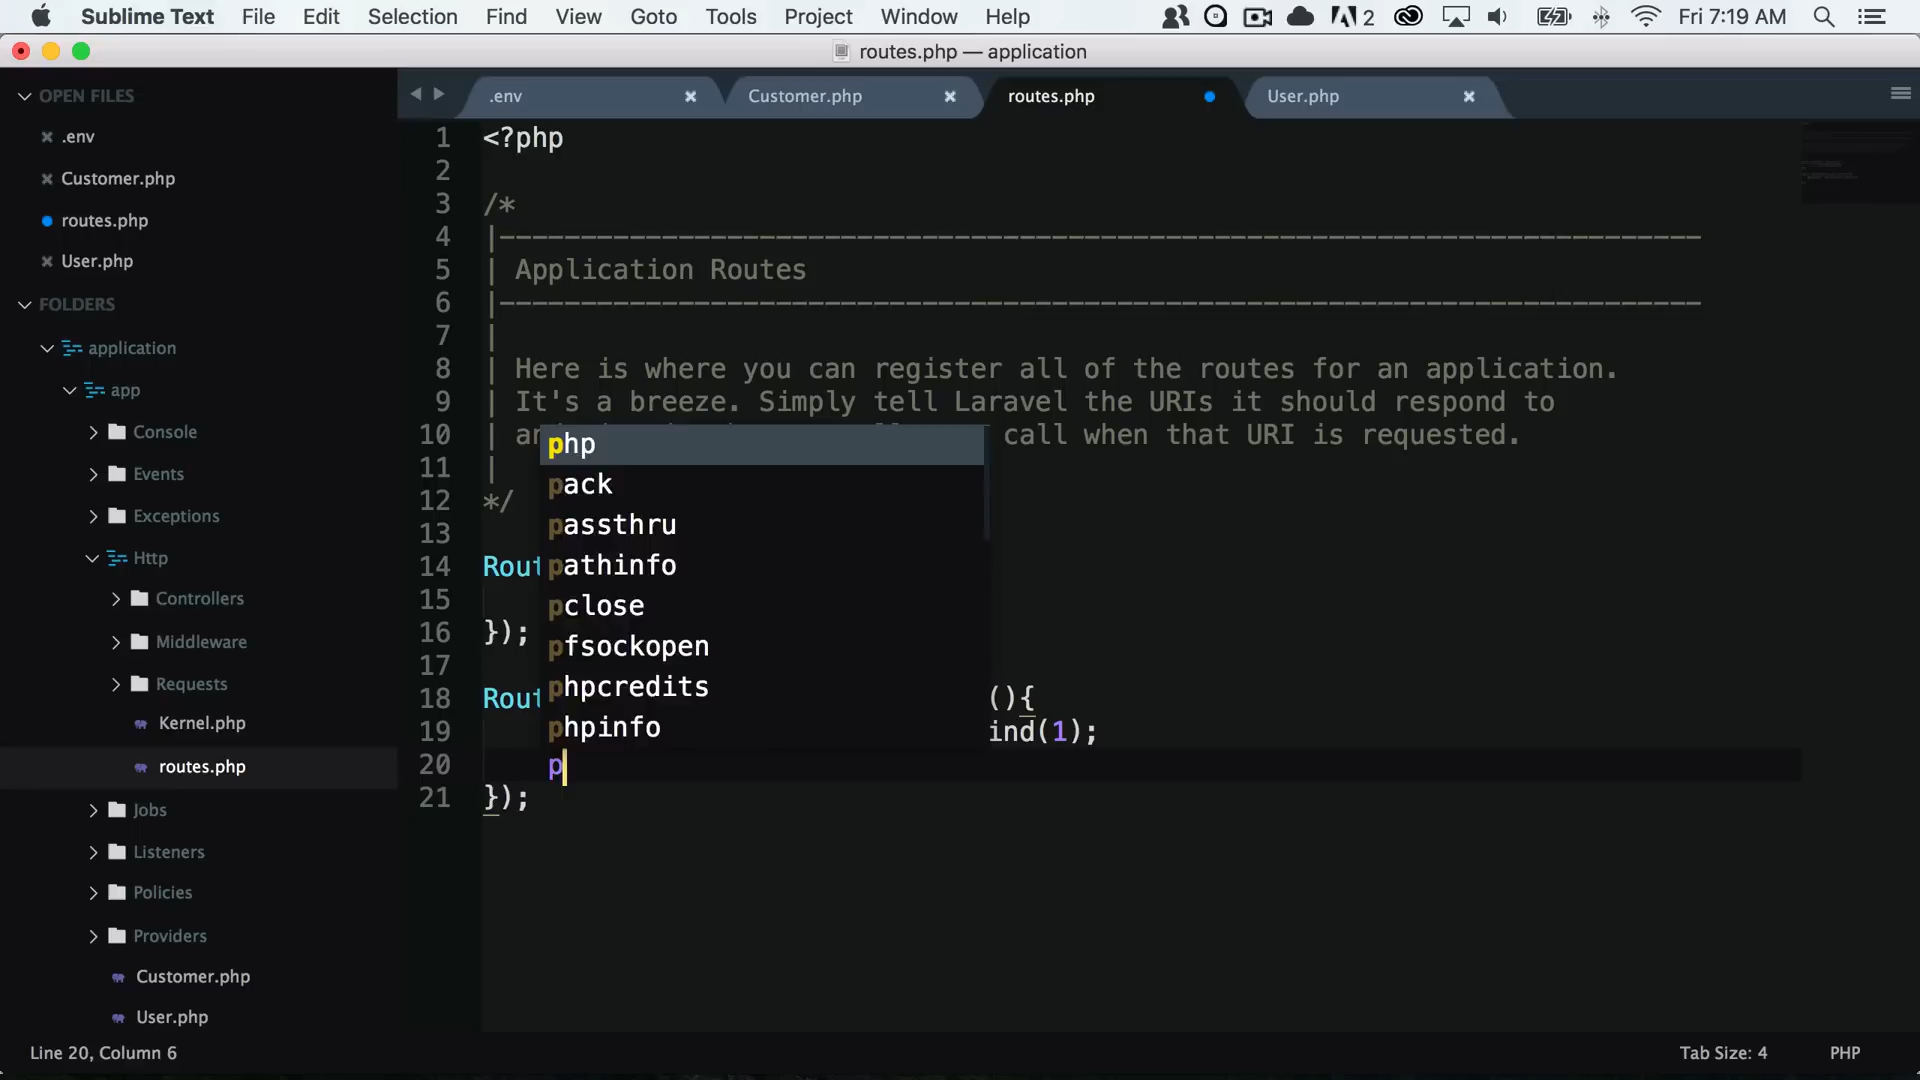 Sublime Text File Edit Selection Find View Goto Tools Project Window Help 2 Fri 7:19 AM
routes.php — application
OPEN FILES
.env
Customer.php
routes.php
User.php
FOLDERS
application
app
Console
Events
Exceptions
Http
Controllers
Middleware
Requests
Kernel.php
routes.php
Jobs
Listeners
Policies
Providers
Customer.php
User.php
.env Customer.php routes.php User.php
1 <?php
2
3 /*
4 |--------------------------------------------------------------------------
5 | Application Routes
6 |--------------------------------------------------------------------------
7 |
8 | Here is where you can register all of the routes for an application.
9 | It's a breeze. Simply tell Laravel the URIs it should respond to
10 | call when that URI is requested.
11 |
12 */
13
14 Rout
15
16 });
17
18 Rout (){
19 ind(1);
20 p
21 });
php
pack
passthru
pathinfo
pclose
pfsockopen
phpcredits
phpinfo
Line 20, Column 6 Tab Size: 4 PHP